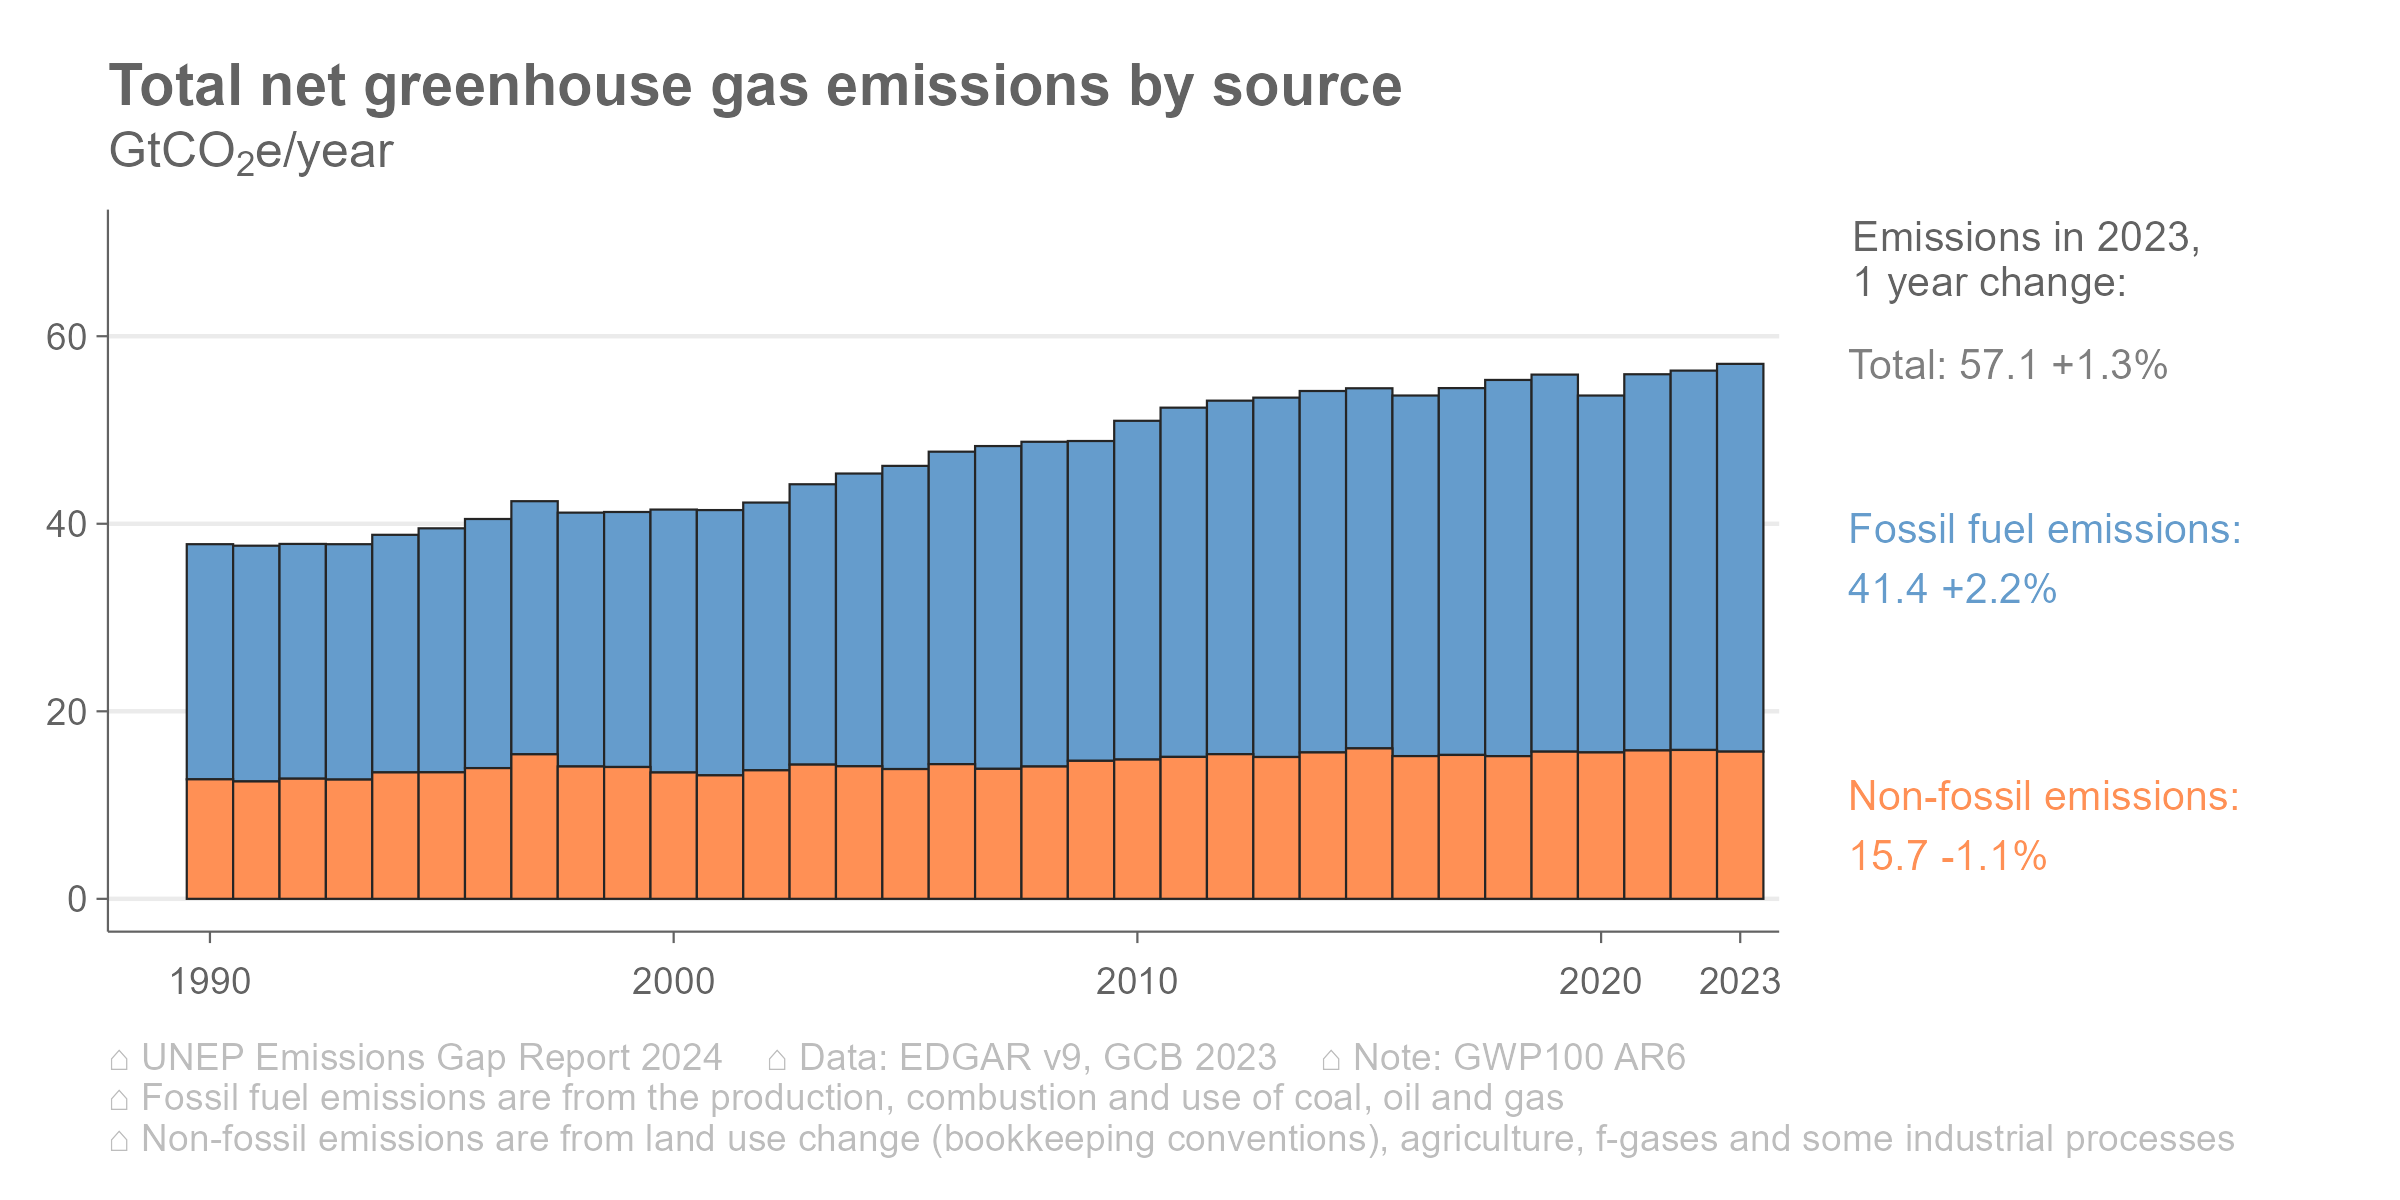 Total net greenhouse gas emissions by source
GtCO₂e/year
Emissions in 2023,
1 year change:
Total: 57.1 +1.3%
Fossil fuel emissions:
41.4 +2.2%
Non-fossil emissions:
15.7 -1.1%
60
40
20
0
1990 2000 2010 2020 2023
⌂ UNEP Emissions Gap Report 2024 ⌂ Data: EDGAR v9, GCB 2023 ⌂ Note: GWP100 AR6
⌂ Fossil fuel emissions are from the production, combustion and use of coal, oil and gas
⌂ Non-fossil emissions are from land use change (bookkeeping conventions), agriculture, f-gases and some industrial processes